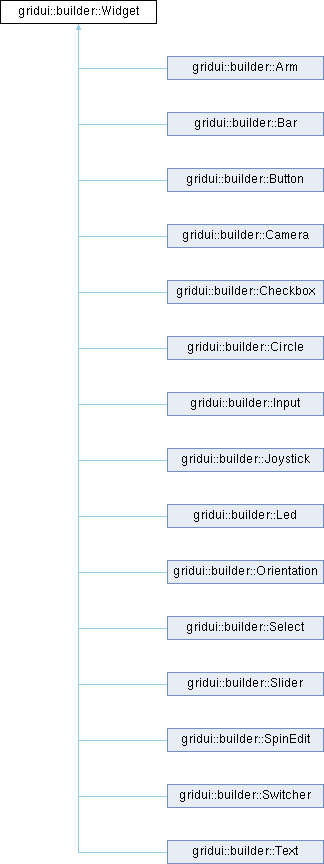 gridui::builder::Widget
gridui::builder::Arm
gridui::builder::Bar
gridui::builder::Button
gridui::builder::Camera
gridui::builder::Checkbox
gridui::builder::Circle
gridui::builder::Input
gridui::builder::Joystick
gridui::builder::Led
gridui::builder::Orientation
gridui::builder::Select
gridui::builder::Slider
gridui::builder::SpinEdit
gridui::builder::Switcher
gridui::builder::Text